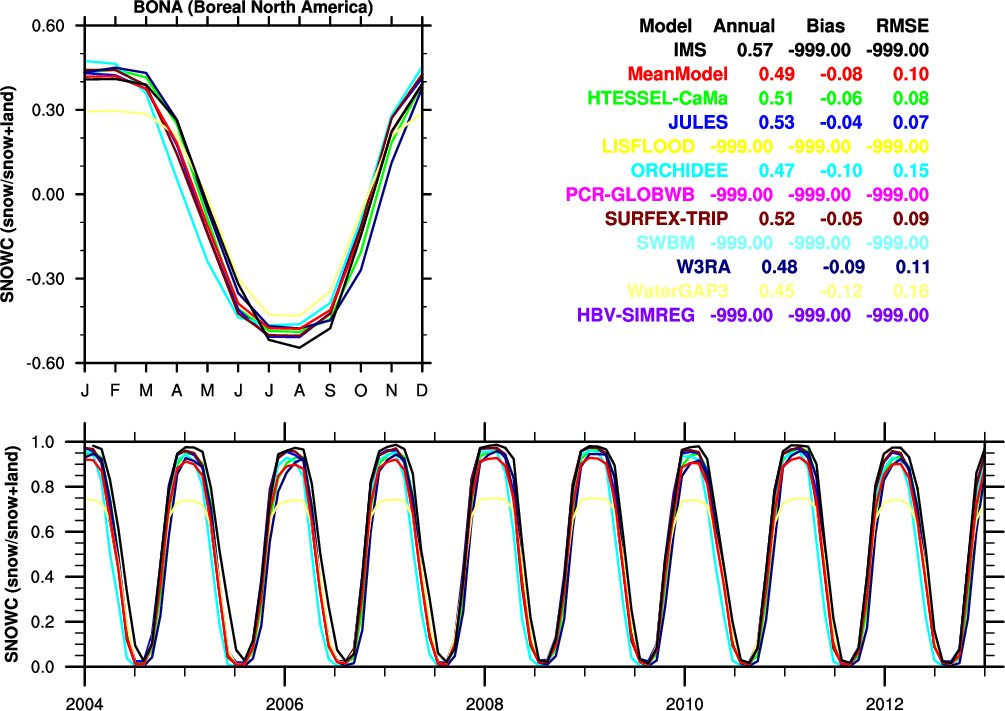 BONA (Boreal North America)
SNOWC (snow/snow+land)
0.60
0.30
0.00
-0.30
-0.60
J F M A M J J A S O N D
Model Annual Bias RMSE
IMS 0.57 -999.00 -999.00
MeanModel 0.49 -0.08 0.10
HTESSEL-CaMa 0.51 -0.06 0.08
JULES 0.53 -0.04 0.07
LISFLOOD -999.00 -999.00 -999.00
ORCHIDEE 0.47 -0.10 0.15
PCR-GLOBWB -999.00 -999.00 -999.00
SURFEX-TRIP 0.52 -0.05 0.09
SWBM -999.00 -999.00 -999.00
W3RA 0.48 -0.09 0.11
WaterGAP3 0.45 -0.12 0.16
HBV-SIMREG -999.00 -999.00 -999.00
SNOWC (snow/snow+land)
1.0
0.8
0.6
0.4
0.2
0.0
2004 2006 2008 2010 2012